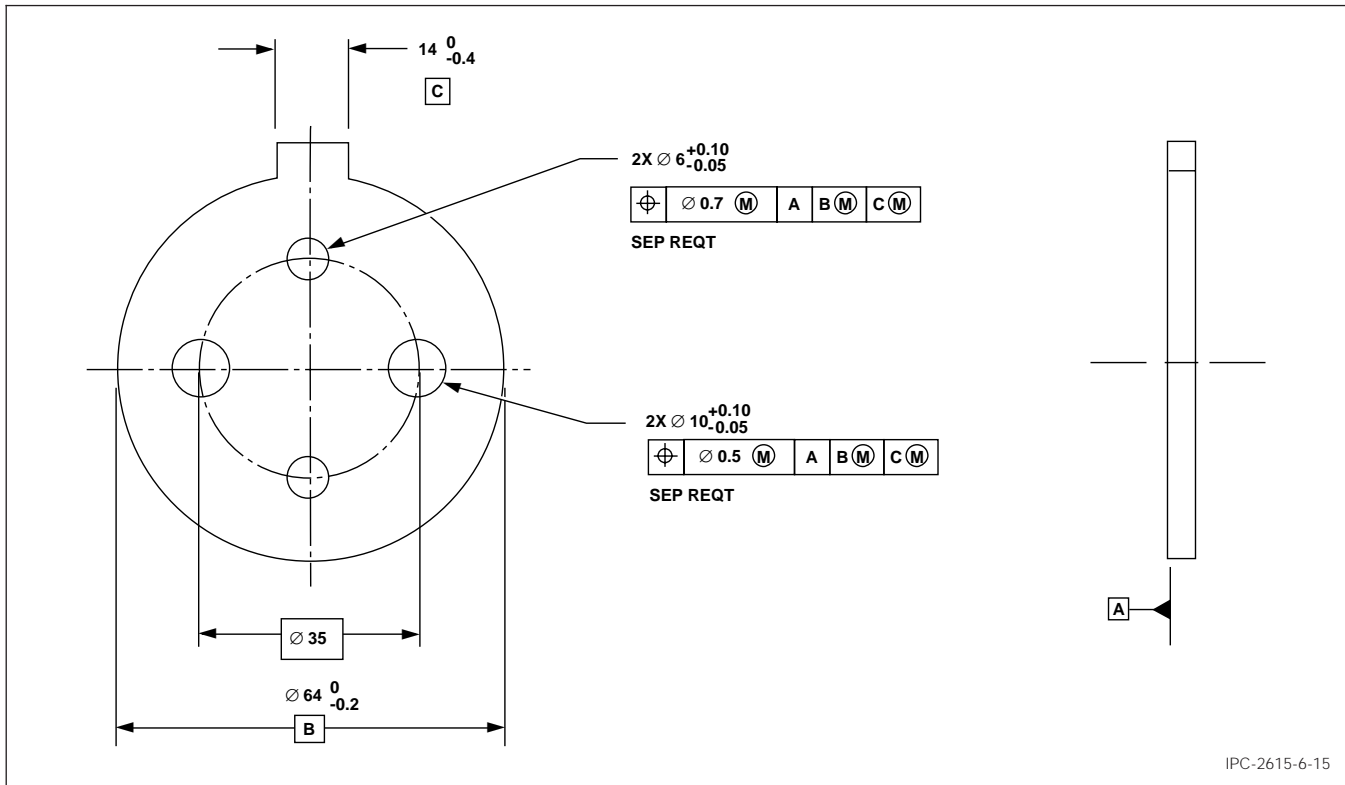 14 0 -0.4
C
2X ∅ 6 +0.10 -0.05
⌖ ∅ 0.7 Ⓜ A B Ⓜ C Ⓜ
SEP REQT
2X ∅ 10 +0.10 -0.05
⌖ ∅ 0.5 Ⓜ A B Ⓜ C Ⓜ
SEP REQT
A
∅ 35
∅ 64 0 -0.2
B
IPC-2615-6-15